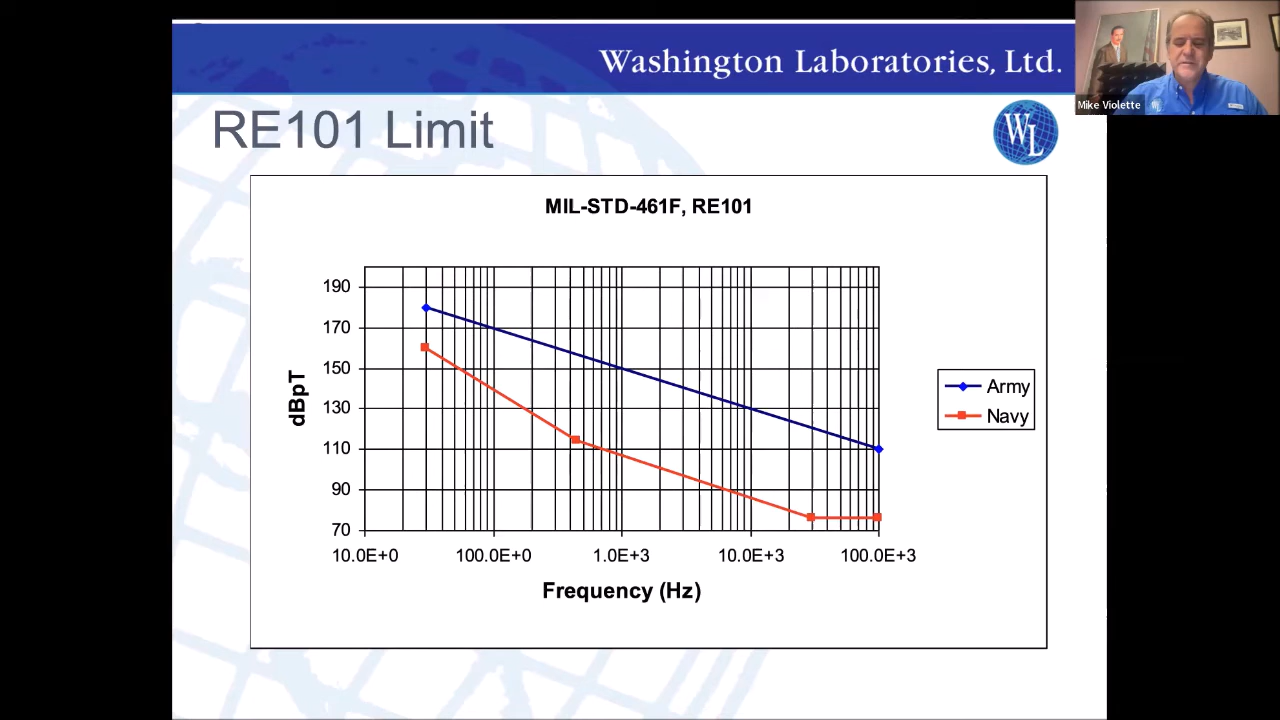 Washington Laboratories, Ltd.
Mike Violette
RE101 Limit
WL
MIL-STD-461F, RE101
190
170
150
130
110
90
70
dBpT
10.0E+0 100.0E+0 1.0E+3 10.0E+3 100.0E+3
Frequency (Hz)
Army
Navy